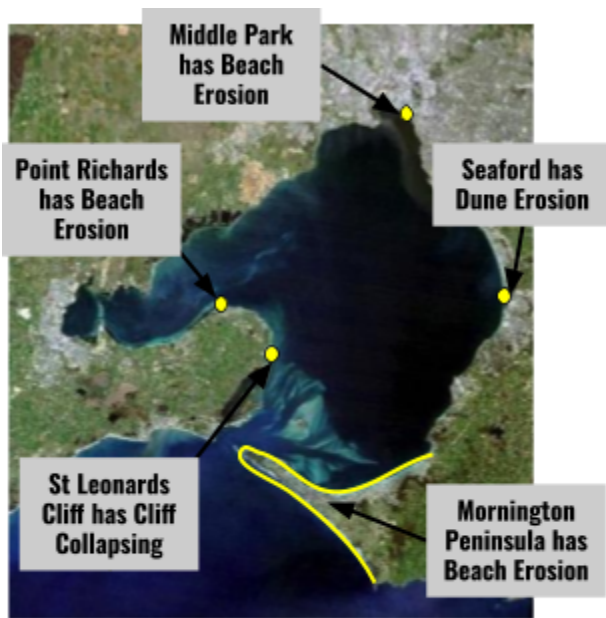 Middle Park
has Beach
Erosion
Point Richards
has Beach
Erosion
Seaford has
Dune Erosion
St Leonards
Cliff has Cliff
Collapsing
Mornington
Peninsula has
Beach Erosion